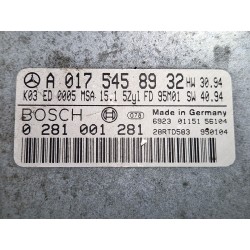 A 017 545 89 32 HW 30.94
K03 ED 0005 MSA 15.1 5Zyl FD 95M01 SW 40.94
BOSCH Made in Germany
0 281 001 281 6923 01151 56104
28RTD583 950104